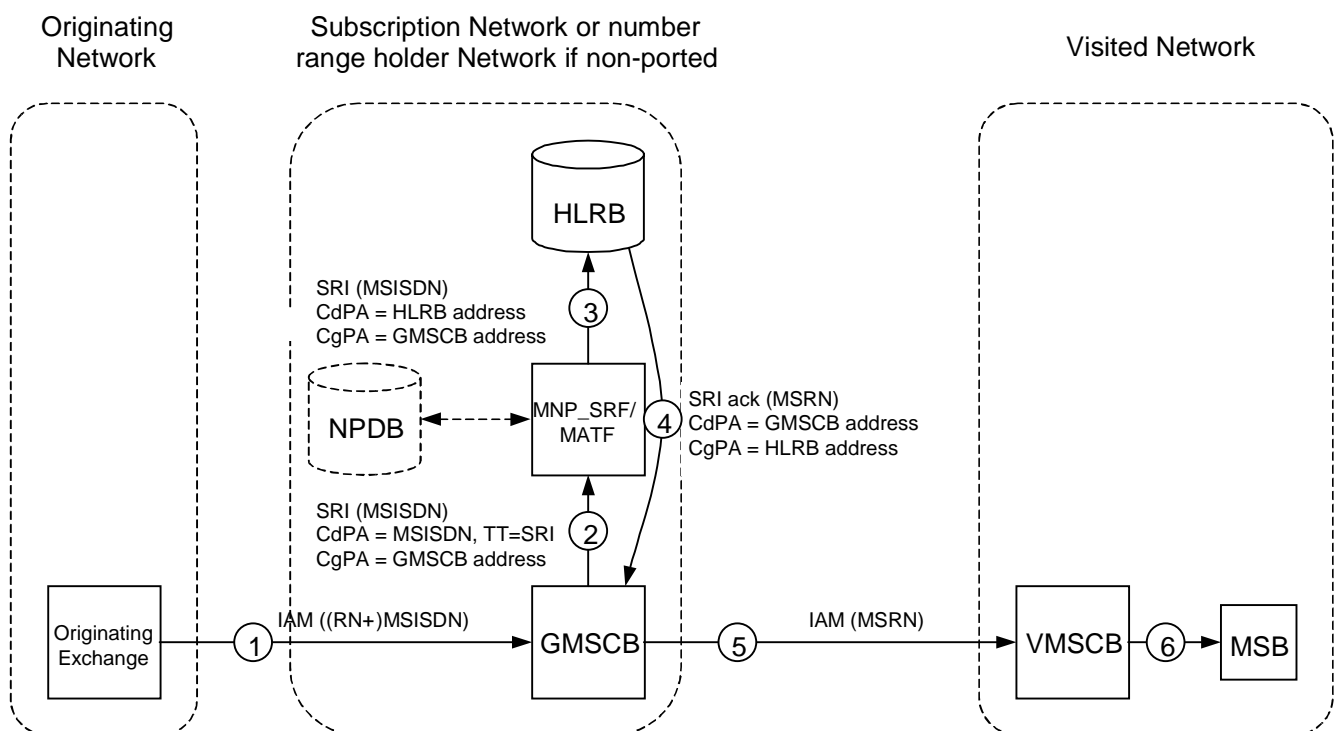 Originating
Network
Subscription Network or number
range holder Network if non-ported
Visited Network
HLRB
SRI (MSISDN)
CdPA = HLRB address
CgPA = GMSCB address
3
NPDB
MNP_SRF/
MATF
4
SRI ack (MSRN)
CdPA = GMSCB address
CgPA = HLRB address
SRI (MSISDN)
CdPA = MSISDN, TT=SRI
CgPA = GMSCB address
2
Originating
Exchange
1
IAM ((RN+)MSISDN)
GMSCB
5
IAM (MSRN)
VMSCB
6
MSB